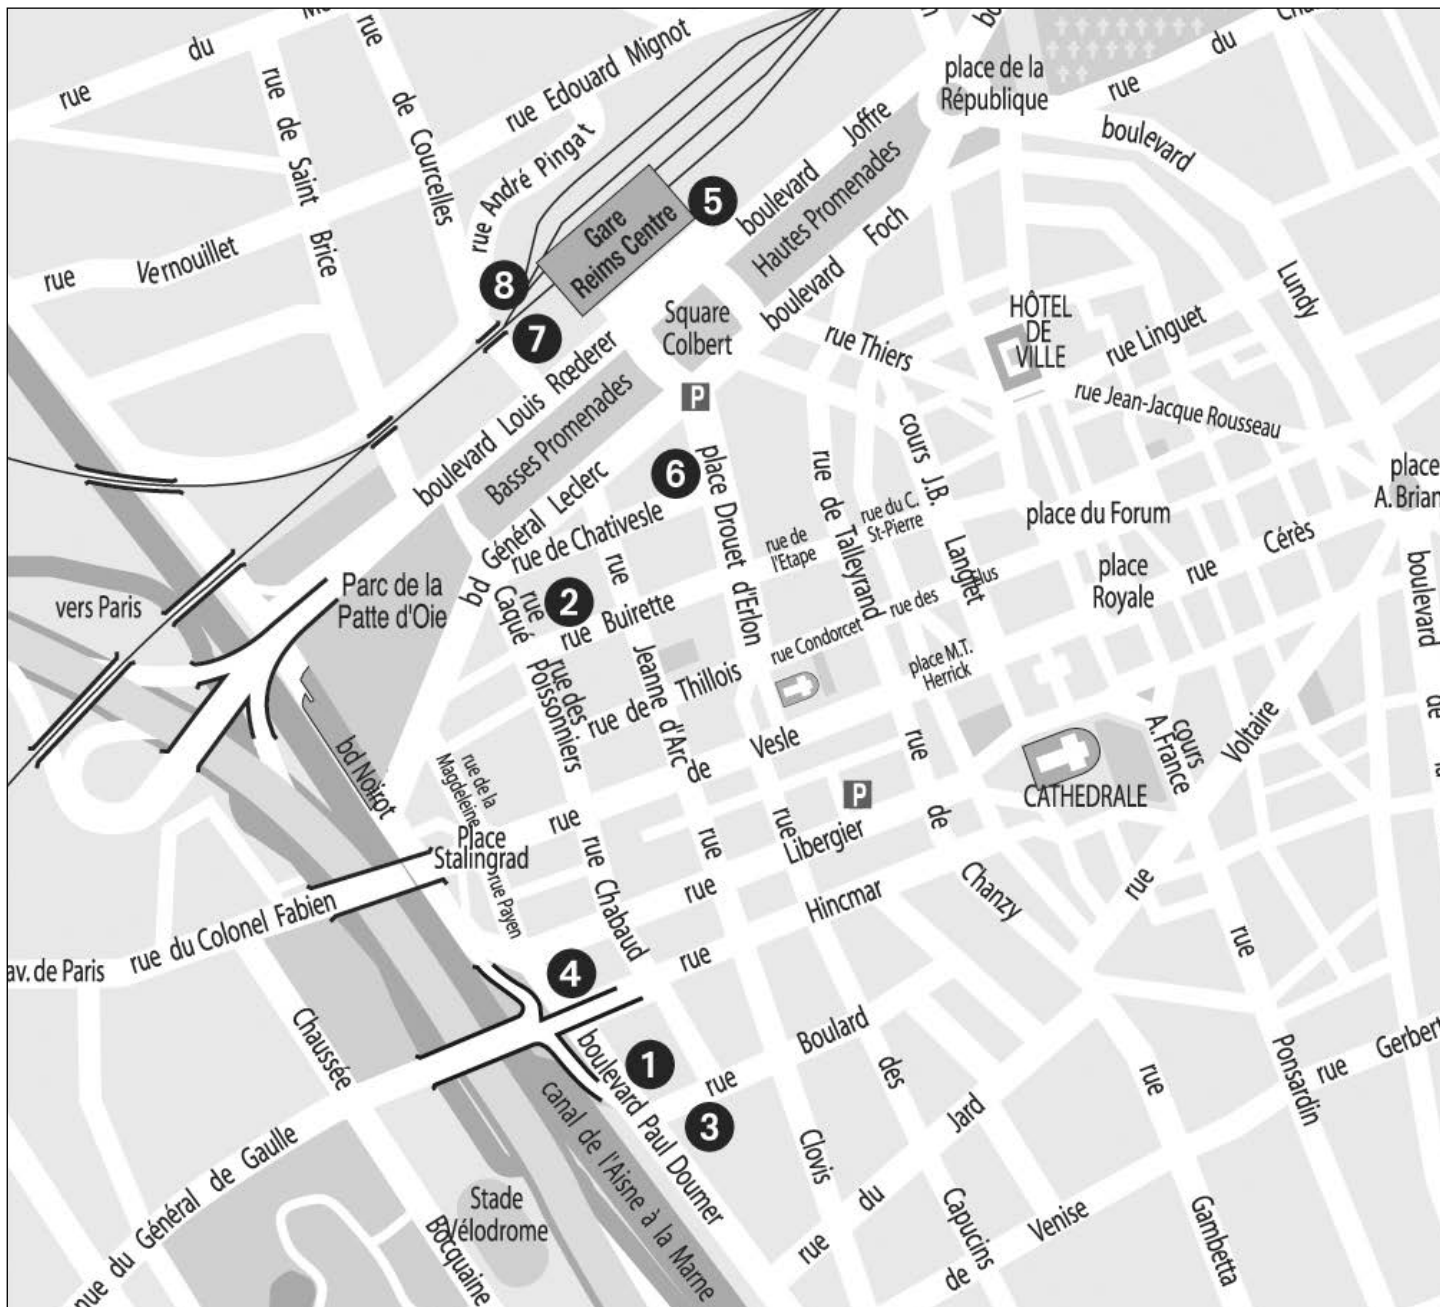 rue du
rue
de
Courcelles
rue
de
Saint
Brice
rue Edouard Mignot
rue André Pingat
rue Vernouillet
place de la
République
rue du
boulevard
Lundy
boulevard Joffre
Hautes Promenades
boulevard Foch
Gare
Reims Centre
5
8
7
Square
Colbert
P
HÔTEL
DE
VILLE
rue Thiers
rue Linguet
rue Jean-Jacque Rousseau
boulevard Louis Rœderer
Basses Promenades
bd Général Leclerc
6
place Drouet d'Erlon
rue
de
Talleyrand
cours J.B.
Langlet
rue du C.
St-Pierre
rue de
l'Etape
place du Forum
place
A. Brian
rue Cérès
place
Royale
boulevard
de
la
rue de Chativesle
2
rue
Caqué
rue Buirette
rue
Jeanne d'Arc
rue des
Poissonniers
rue de Thillois
rue Condorcet
rue des Elus
place M.T.
Herrick
Parc de la
Patte d'Oie
vers Paris
bd Noirot
rue de la
Magdeleine
rue de Vesle
P
CATHEDRALE
cours
A. France
rue Voltaire
Place
Stalingrad
rue Payen
rue Chabaud
rue Libergier
rue Hincmar
rue
de
Chanzy
rue
rue
Clovis
rue du Colonel Fabien
av. de Paris
4
1
3
boulevard Paul Doumer
canal de l'Aisne à la Marne
rue Boulard
des
Capucins
rue du Jard
rue
Gambetta
rue
Ponsardin
rue Gerbert
de Venise
Chaussée
Bocquaine
Stade
Vélodrome
nue du Général de Gaulle